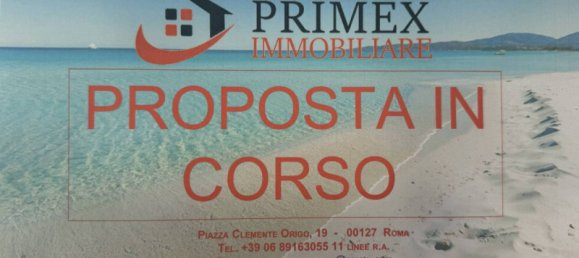 PRIMEX
IMMOBILIARE
PROPOSTA IN
CORSO
PIAZZA CLEMENTE ORIGO, 19 - 00127 ROMA
TEL. +39 06 89163055 11 LINEE R.A.